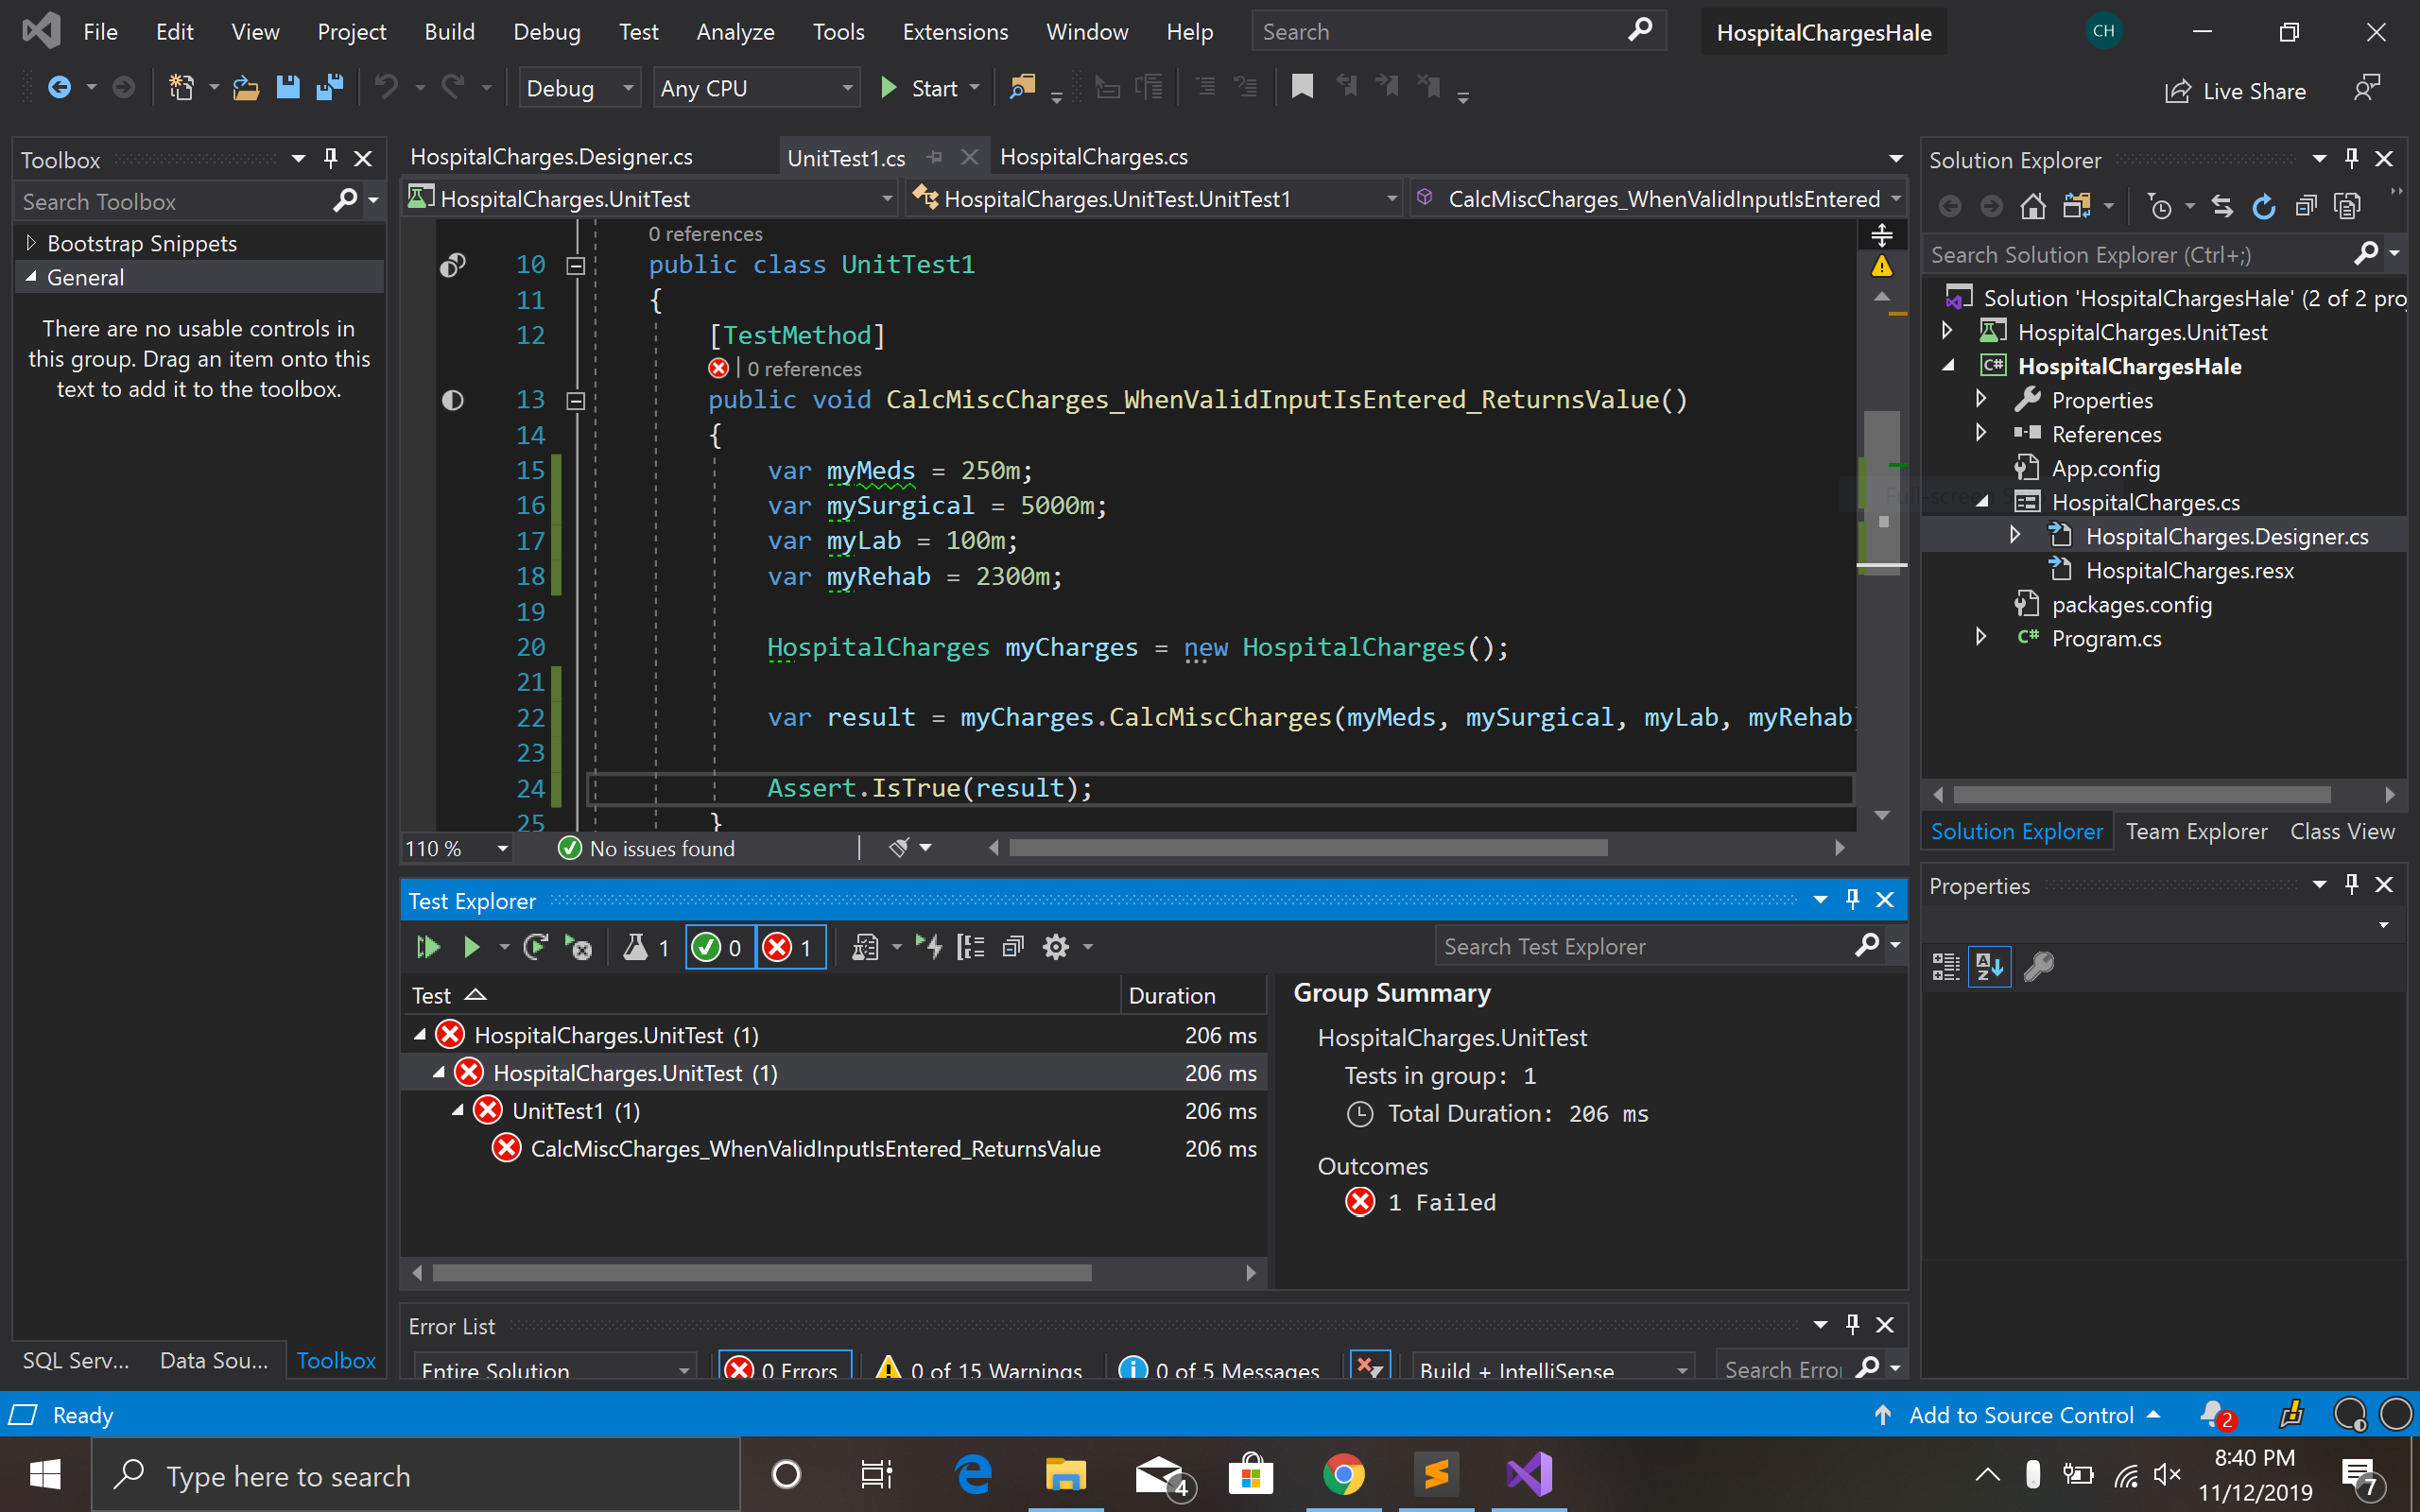 File Edit View Project Build Debug Test Analyze Tools Extensions Window Help Search HospitalChargesHale CH
Debug Any CPU Start Live Share
Toolbox
Search Toolbox
Bootstrap Snippets
General
There are no usable controls in
this group. Drag an item onto this
text to add it to the toolbox.
SQL Serv... Data Sou... Toolbox
HospitalCharges.Designer.cs UnitTest1.cs HospitalCharges.cs
HospitalCharges.UnitTest HospitalCharges.UnitTest.UnitTest1 CalcMiscCharges_WhenValidInputIsEntered
0 references
10 public class UnitTest1
11 {
12 [TestMethod]
| 0 references
13 public void CalcMiscCharges_WhenValidInputIsEntered_ReturnsValue()
14 {
15 var myMeds = 250m;
16 var mySurgical = 5000m;
17 var myLab = 100m;
18 var myRehab = 2300m;
19
20 HospitalCharges myCharges = new HospitalCharges();
21
22 var result = myCharges.CalcMiscCharges(myMeds, mySurgical, myLab, myRehab)
23
24 Assert.IsTrue(result);
25 }
110 % No issues found
Test Explorer
1 0 1 Search Test Explorer
Test Duration
HospitalCharges.UnitTest (1) 206 ms
HospitalCharges.UnitTest (1) 206 ms
UnitTest1 (1) 206 ms
CalcMiscCharges_WhenValidInputIsEntered_ReturnsValue 206 ms
Group Summary
HospitalCharges.UnitTest
Tests in group: 1
Total Duration: 206 ms
Outcomes
1 Failed
Error List
Entire Solution 0 Errors 0 of 15 Warnings 0 of 5 Messages Build + IntelliSense Search Error
Solution Explorer
Search Solution Explorer (Ctrl+;)
Solution 'HospitalChargesHale' (2 of 2 pro
HospitalCharges.UnitTest
C# HospitalChargesHale
Properties
References
App.config
HospitalCharges.cs
HospitalCharges.Designer.cs
HospitalCharges.resx
packages.config
C# Program.cs
Solution Explorer Team Explorer Class View
Properties
Ready Add to Source Control 2
Type here to search 4 8:40 PM
11/12/2019 7